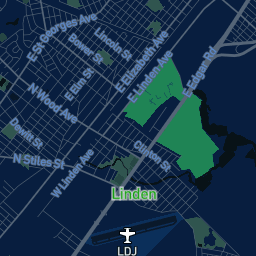 E St Georges Ave
Lincoln St
Bower St
E Elizabeth Ave
E Linden Ave
E Edgar Rd
E Elm St
N Wood Ave
Dewitt St
N Stiles St
W Linden Ave
Clinton St
Linden
LDJ